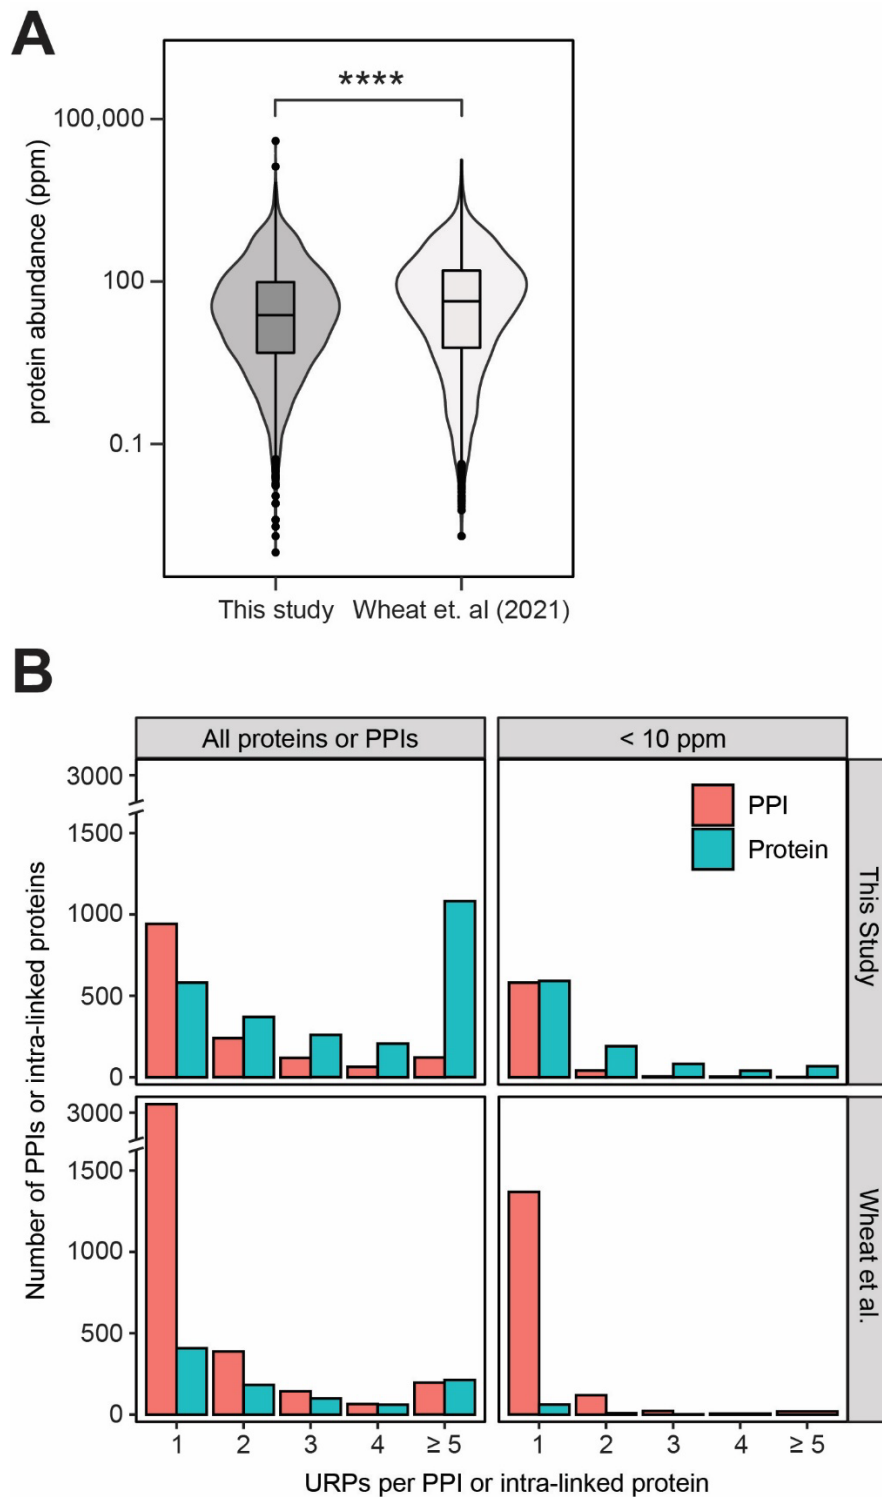 A
****
100,000
100
0.1
protein abundance (ppm)
This study Wheat et. al (2021)
B
All proteins or PPIs
< 10 ppm
3000
1500
1000
500
0
PPI
Protein
This Study
3000
1500
1000
500
0
Wheat et al.
Number of PPIs or intra-linked proteins
1 2 3 4 ≥ 5
1 2 3 4 ≥ 5
URPs per PPI or intra-linked protein